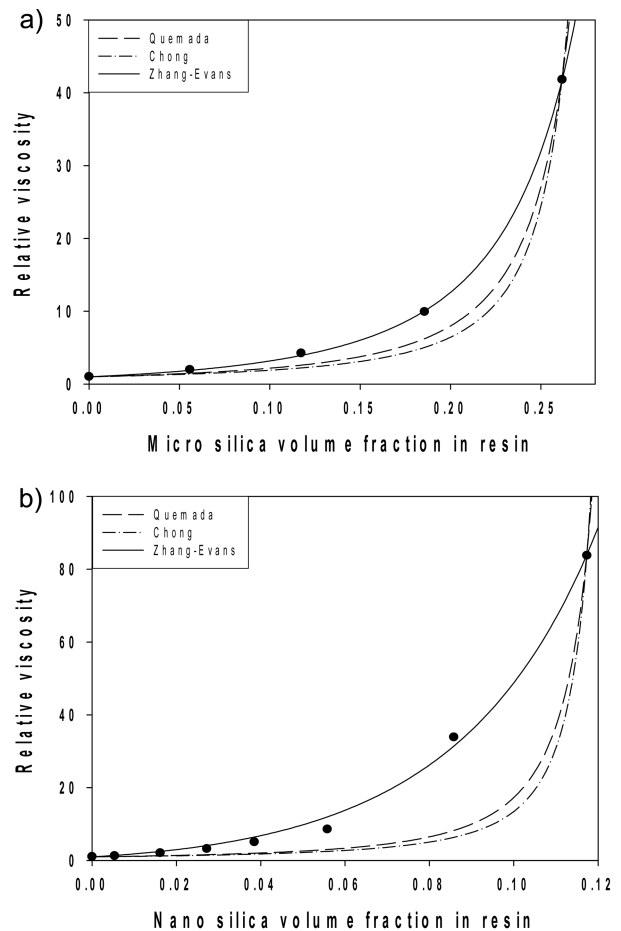 a)
50
40
30
20
10
0
Relative viscosity
Quemada
Chong
Zhang-Evans
0.00 0.05 0.10 0.15 0.20 0.25
Micro silica volume fraction in resin
b)
100
80
60
40
20
0
Relative viscosity
Quemada
Chong
Zhang-Evans
0.00 0.02 0.04 0.06 0.08 0.10 0.12
Nano silica volume fraction in resin